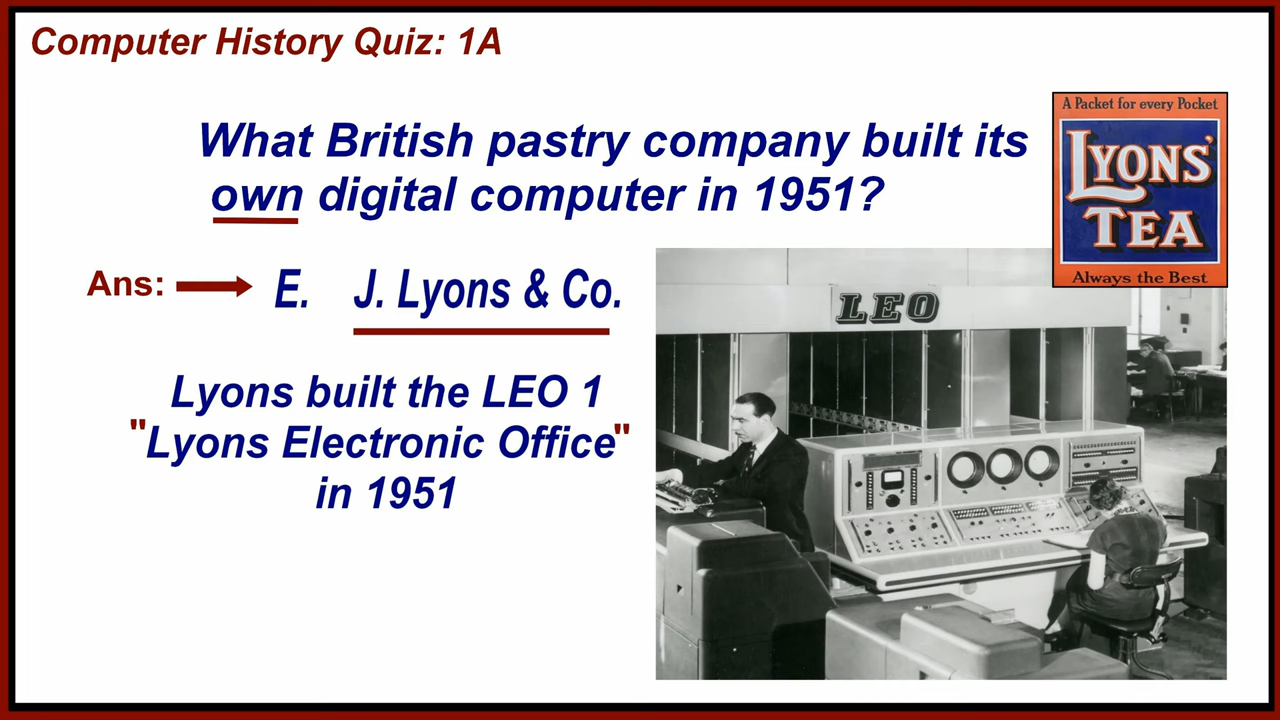 Computer History Quiz: 1A
What British pastry company built its
own digital computer in 1951?
Ans:
E. J. Lyons & Co.
Lyons built the LEO 1
"Lyons Electronic Office"
in 1951
A Packet for every Pocket
LYONS'
TEA
Always the Best
LEO